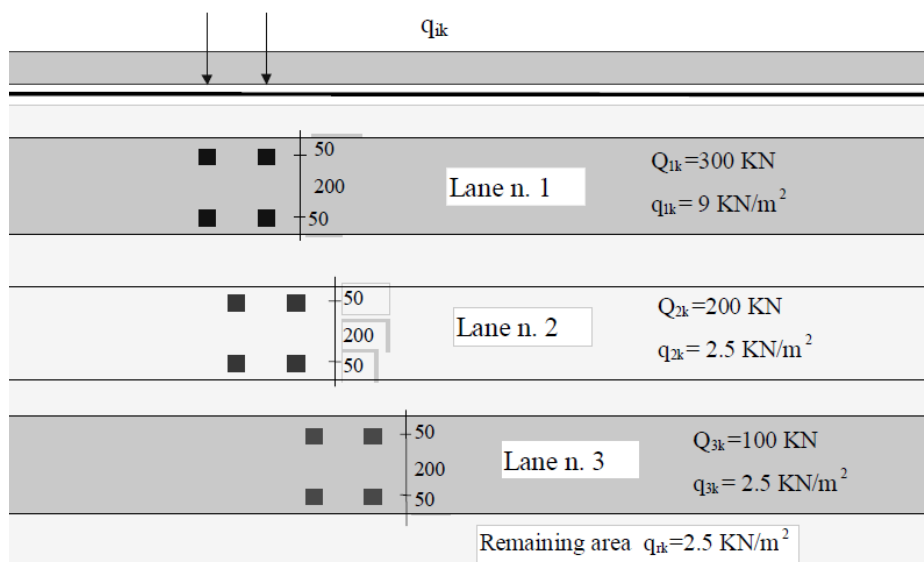 qik
50
200
50
Lane n. 1
Q1k=300 KN
q1k= 9 KN/m²
50
200
50
Lane n. 2
Q2k=200 KN
q2k= 2.5 KN/m²
50
200
50
Lane n. 3
Q3k=100 KN
q3k= 2.5 KN/m²
Remaining area qrk=2.5 KN/m²